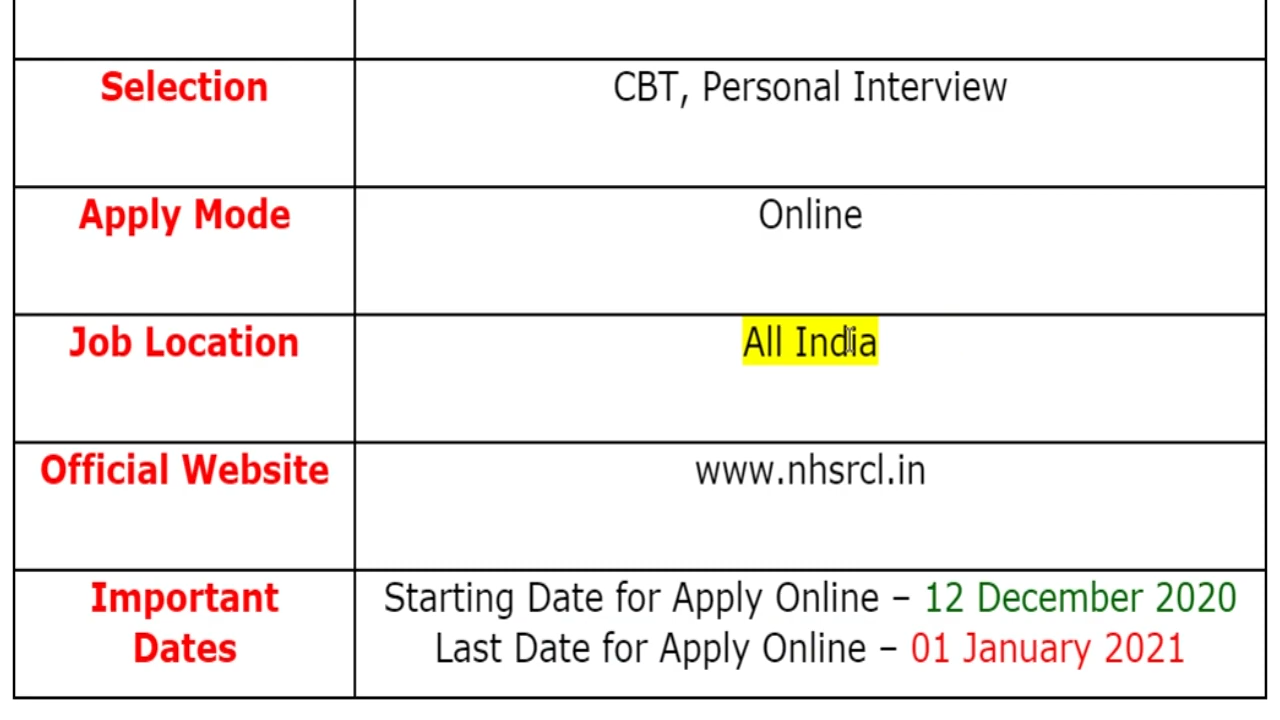 Selection
CBT, Personal Interview
Apply Mode
Online
Job Location
All India
Official Website
www.nhsrcl.in
Important
Dates
Starting Date for Apply Online – 12 December 2020
Last Date for Apply Online – 01 January 2021